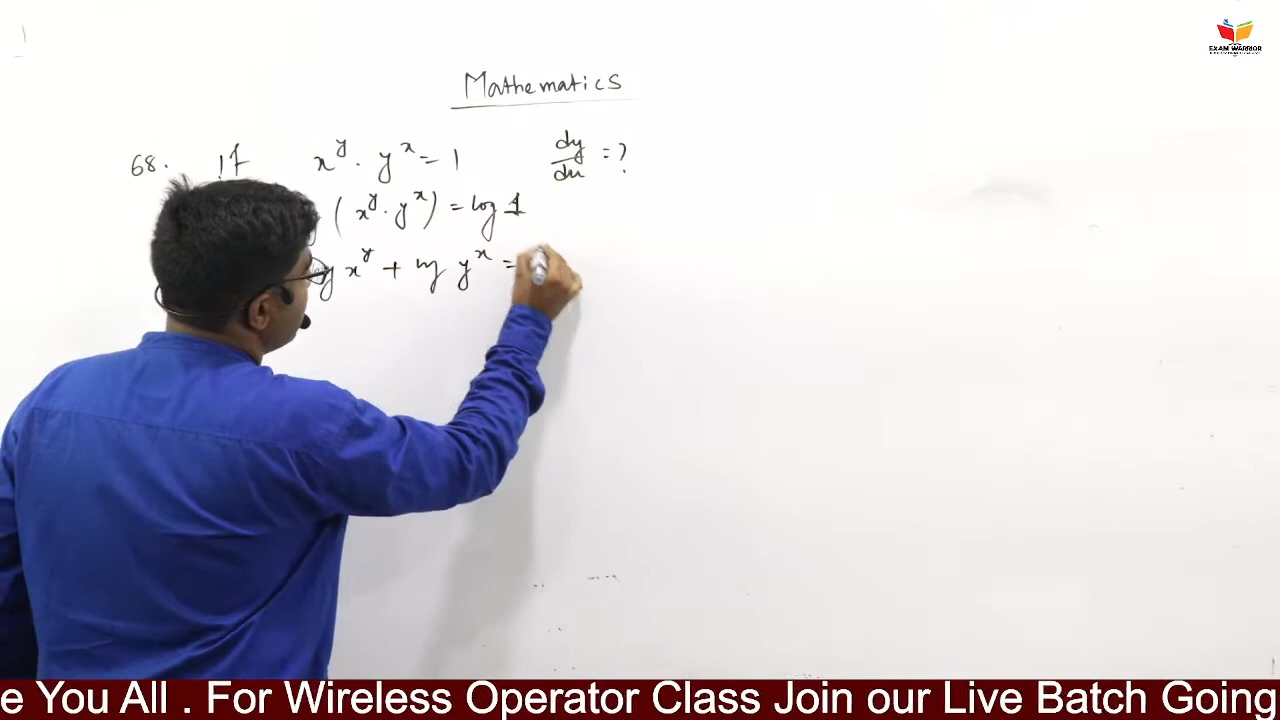 EXAM WARRIOR
Mathematics
68. If x^y · y^x = 1 dy/dx = ?
(x^y · y^x) = log 1
x^y + log y^x =
e You All . For Wireless Operator Class Join our Live Batch Going